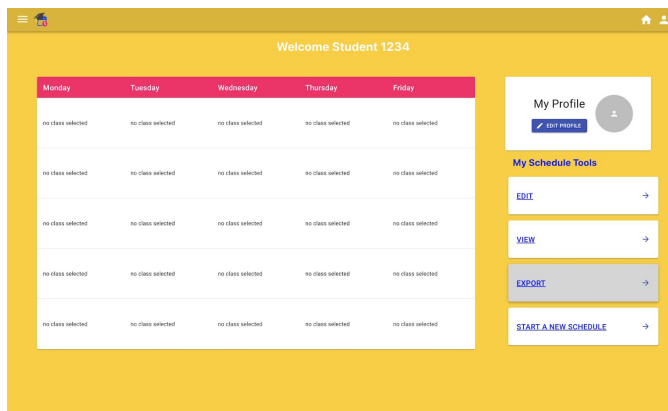 Welcome Student 1234
Monday Tuesday Wednesday Thursday Friday
no class selected no class selected no class selected no class selected no class selected
no class selected no class selected no class selected no class selected no class selected
no class selected no class selected no class selected no class selected no class selected
no class selected no class selected no class selected no class selected no class selected
no class selected no class selected no class selected no class selected no class selected
My Profile
EDIT PROFILE
My Schedule Tools
EDIT
VIEW
EXPORT
START A NEW SCHEDULE